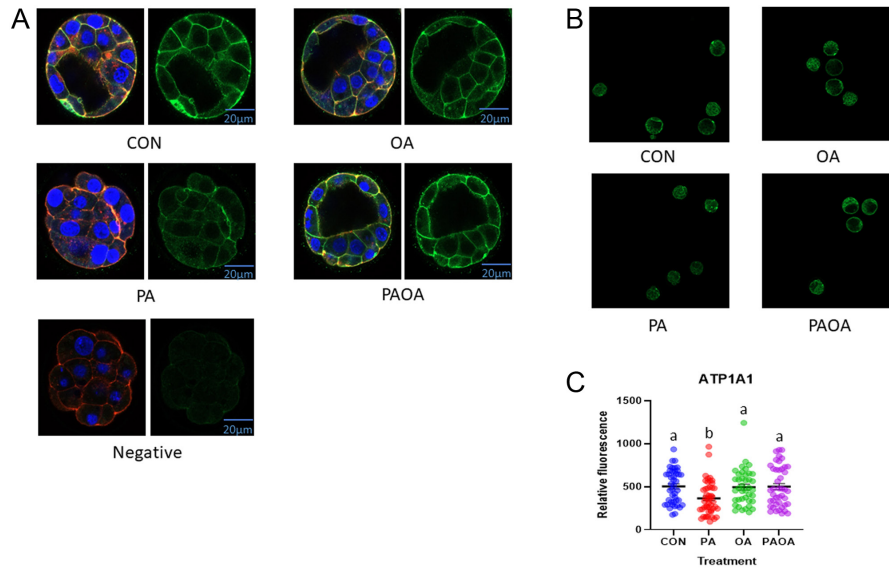 A
20µm
20µm
CON
OA
20µm
20µm
PA
PAOA
20µm
Negative
B
CON
OA
PA
PAOA
C
ATP1A1
Relative fluorescence
1500
1000
500
0
a
b
a
a
CON
PA
OA
PAOA
Treatment